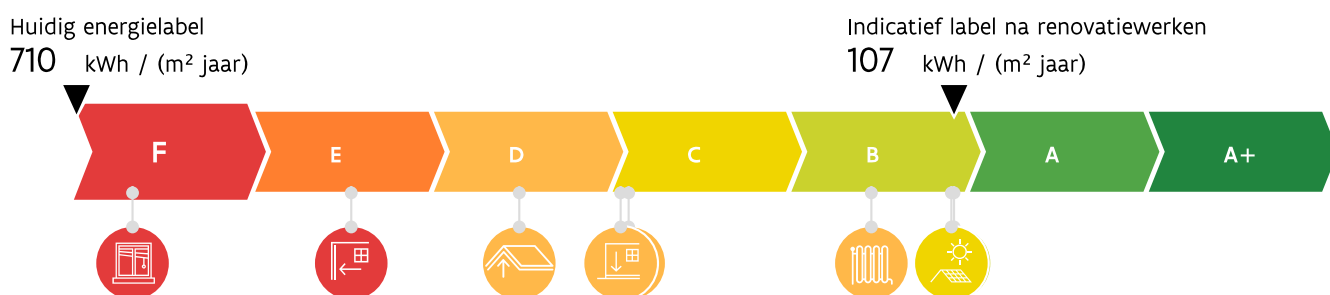 Huidig energielabel
710 kWh / (m² jaar)
Indicatief label na renovatiewerken
107 kWh / (m² jaar)
F E D C B A A+